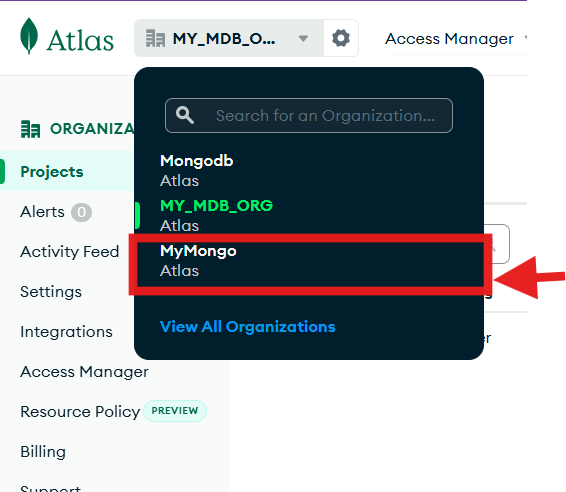 Atlas
MY_MDB_O...
Access Manager
Search for an Organization...
ORGANIZA
Mongodb
Atlas
Projects
MY_MDB_ORG
Atlas
Alerts 0
MyMongo
Atlas
Activity Feed
Settings
View All Organizations
Integrations
Access Manager
Resource Policy PREVIEW
Billing
Support